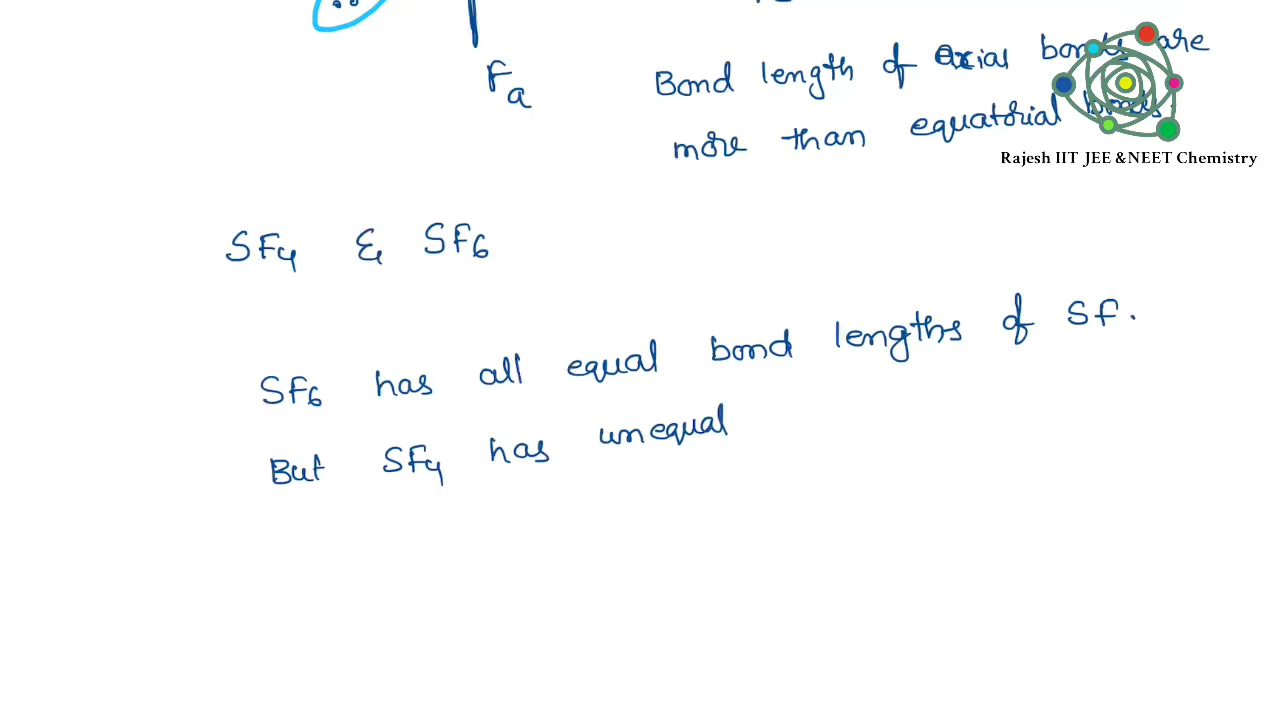 Fa
Bond length of axial bonds are
more than equatorial bonds.
Rajesh IIT JEE &NEET Chemistry
SF4 & SF6
SF6 has all equal bond lengths of SF.
But SF4 has unequal